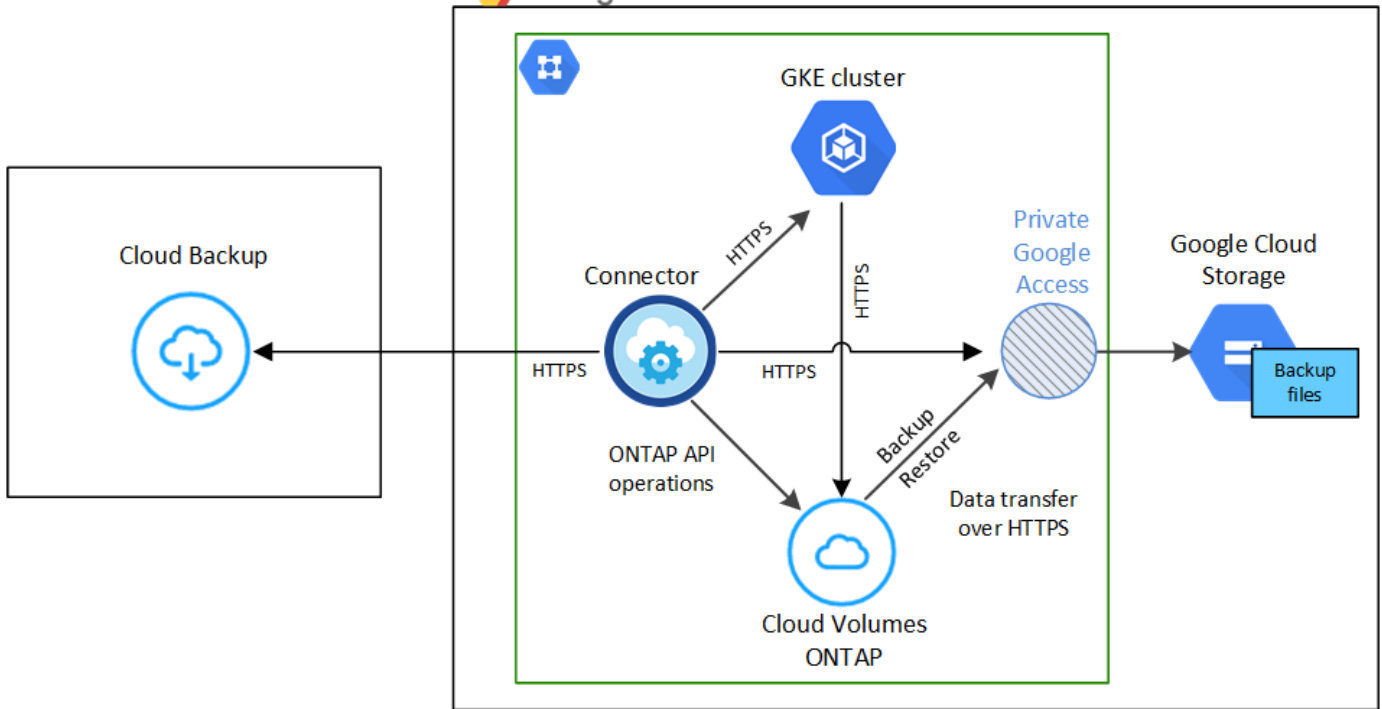 GKE cluster
Cloud Backup
Connector
HTTPS
HTTPS
Private
Google
Access
Google Cloud
Storage
HTTPS
HTTPS
Backup
files
Backup
Restore
ONTAP API
operations
Data transfer
over HTTPS
Cloud Volumes
ONTAP